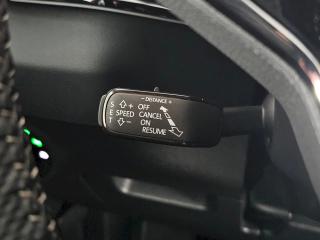 - DISTANCE +
S + OFF
E SPEED CANCEL
T - ON
RESUME